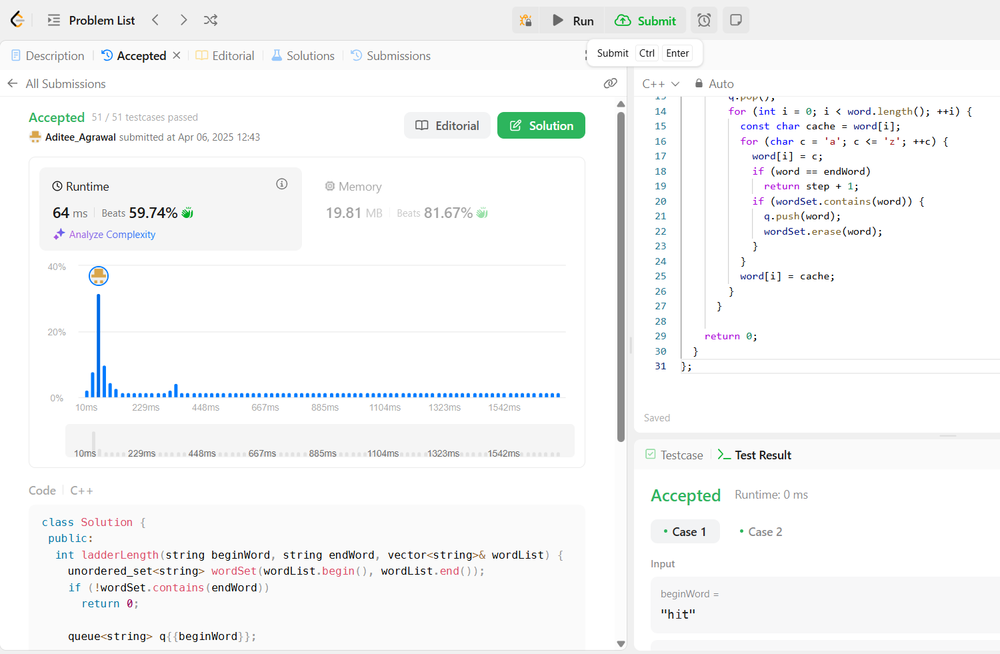 Problem List
Run
Submit
Description
Accepted
Editorial
Solutions
Submissions
Submit Ctrl Enter
All Submissions
Accepted 51 / 51 testcases passed
Aditee_Agrawal submitted at Apr 06, 2025 12:43
Editorial
Solution
Runtime
64 ms Beats 59.74%
Analyze Complexity
Memory
19.81 MB Beats 81.67%
40%
20%
0%
10ms 229ms 448ms 667ms 885ms 1104ms 1323ms 1542ms
10ms 229ms 448ms 667ms 885ms 1104ms 1323ms 1542ms
Code C++
class Solution {
public:
int ladderLength(string beginWord, string endWord, vector<string>& wordList) {
unordered_set<string> wordSet(wordList.begin(), wordList.end());
if (!wordSet.contains(endWord))
return 0;
queue<string> q{{beginWord}};
C++ Auto
13 q.pop();
14 for (int i = 0; i < word.length(); ++i) {
15 const char cache = word[i];
16 for (char c = 'a'; c <= 'z'; ++c) {
17 word[i] = c;
18 if (word == endWord)
19 return step + 1;
20 if (wordSet.contains(word)) {
21 q.push(word);
22 wordSet.erase(word);
23 }
24 }
25 word[i] = cache;
26 }
27 }
28
29 return 0;
30 }
31 };
Saved
Testcase
Test Result
Accepted Runtime: 0 ms
Case 1
Case 2
Input
beginWord =
"hit"